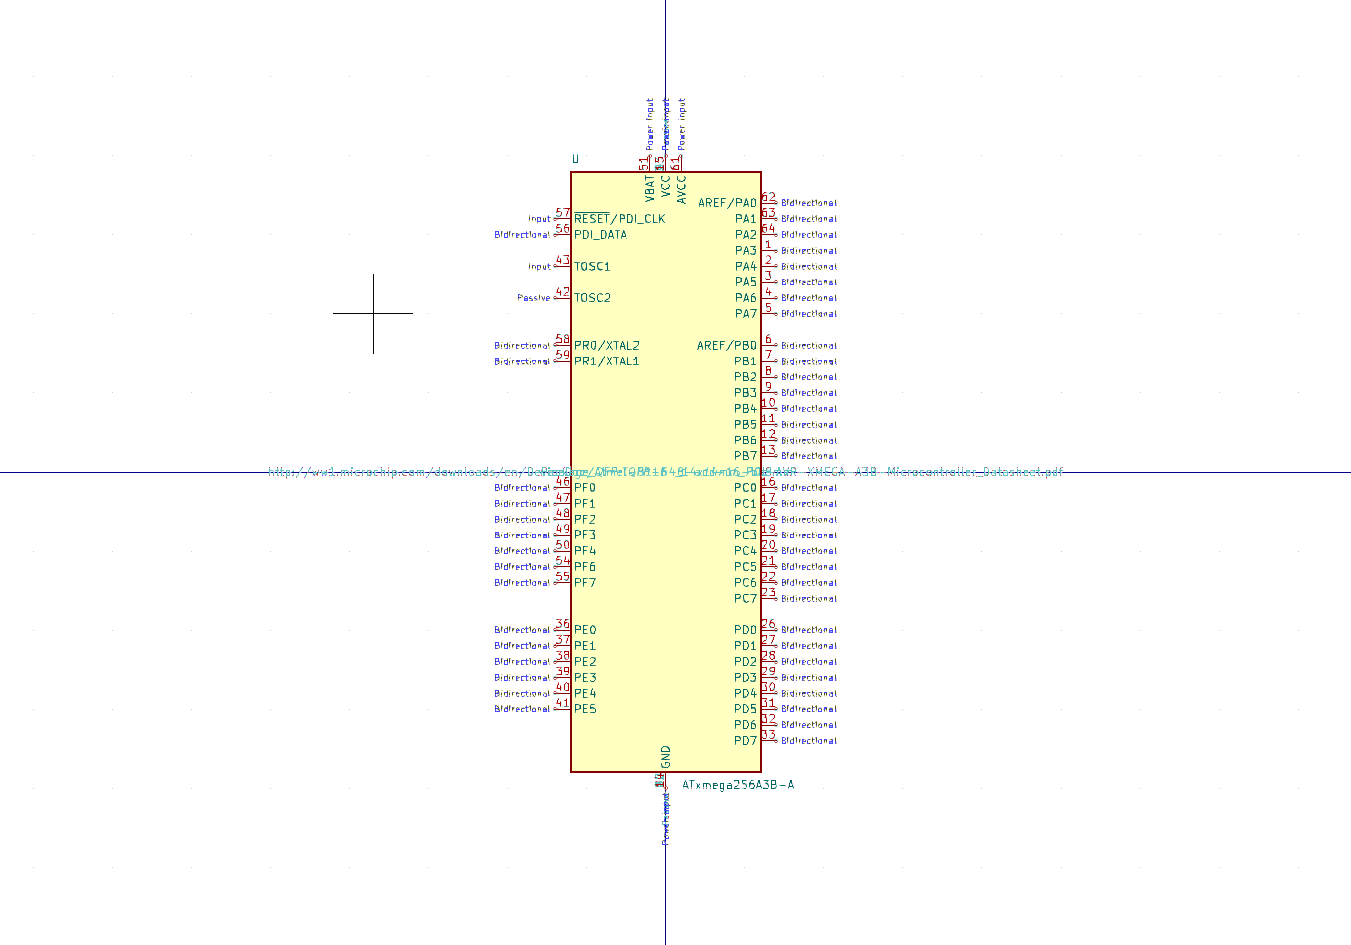 Power input
Power input
U
51
15
61
VBAT
VCC
AVCC
AREF/PA0 62 Bidirectional
Input 57 RESET/PDI_CLK PA1 63 Bidirectional
Bidirectional 56 PDI_DATA PA2 64 Bidirectional
PA3 1 Bidirectional
Input 43 TOSC1 PA4 2 Bidirectional
PA5 3 Bidirectional
Passive 42 TOSC2 PA6 4 Bidirectional
PA7 5 Bidirectional
Bidirectional 58 PR0/XTAL2 AREF/PB0 6 Bidirectional
Bidirectional 59 PR1/XTAL1 PB1 7 Bidirectional
PB2 8 Bidirectional
PB3 9 Bidirectional
PB4 10 Bidirectional
PB5 11 Bidirectional
PB6 12 Bidirectional
PB7 13 Bidirectional
http://ww1.microchip.com/downloads/en/ AVR XMEGA A3B Microcontroller_Datasheet.pdf
Bidirectional 46 PF0 PC0 16 Bidirectional
Bidirectional 47 PF1 PC1 17 Bidirectional
Bidirectional 48 PF2 PC2 18 Bidirectional
Bidirectional 49 PF3 PC3 19 Bidirectional
Bidirectional 50 PF4 PC4 20 Bidirectional
Bidirectional 54 PF6 PC5 21 Bidirectional
Bidirectional 55 PF7 PC6 22 Bidirectional
PC7 23 Bidirectional
Bidirectional 36 PE0 PD0 26 Bidirectional
Bidirectional 37 PE1 PD1 27 Bidirectional
Bidirectional 38 PE2 PD2 28 Bidirectional
Bidirectional 39 PE3 PD3 29 Bidirectional
Bidirectional 40 PE4 PD4 30 Bidirectional
Bidirectional 41 PE5 PD5 31 Bidirectional
PD6 32 Bidirectional
PD7 33 Bidirectional
GND
14
ATxmega256A3B-A